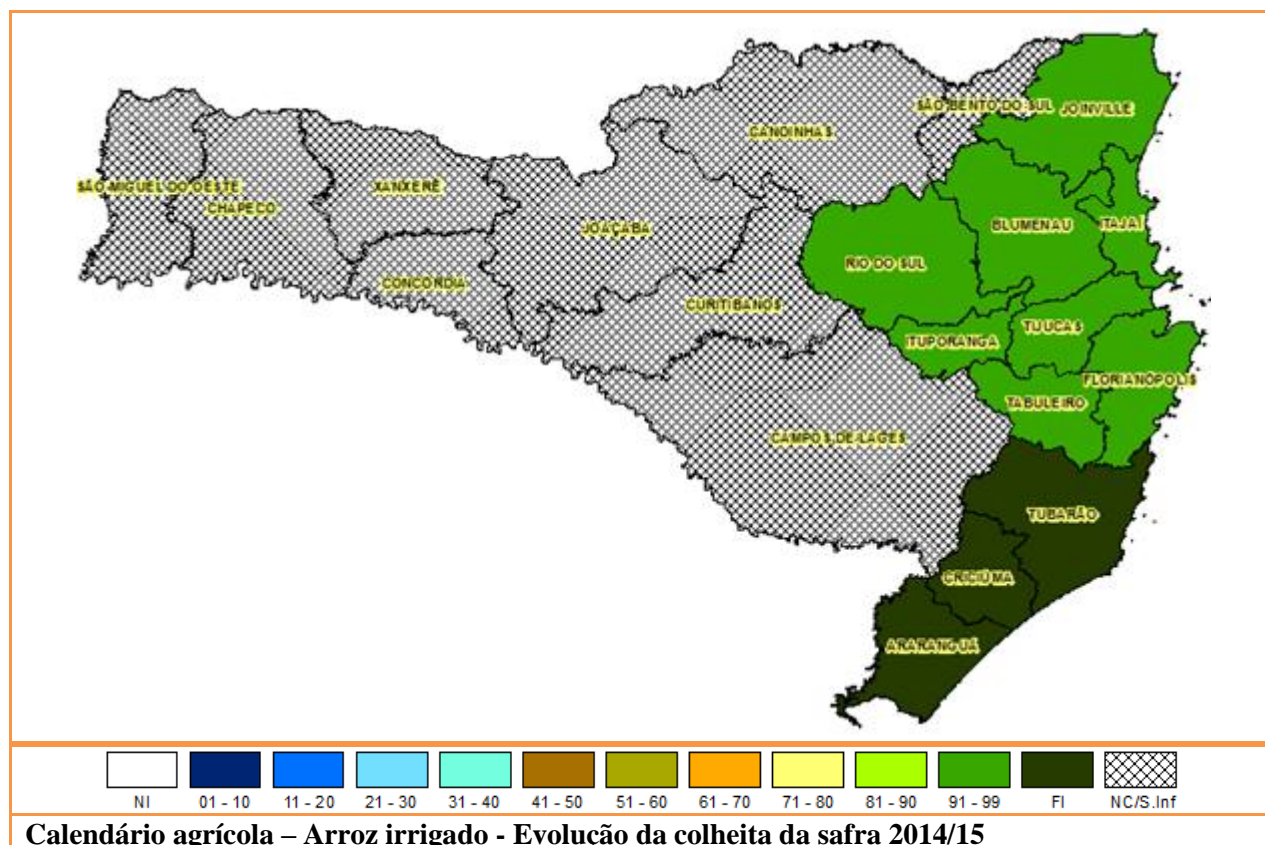 SÃO BENTO DO SUL
JOINVILLE
CANOINHAS
SÃO MIGUEL DO OESTE
XANXERÊ
CHAPECO
JOAÇABA
BLUMENAU
ITAJAÍ
RIO DO SUL
CONCORDIA
CURITIBANOS
TIJUCAS
ITUPORANGA
FLORIANÓPOLIS
TABULEIRO
CAMPOS DE LAGES
TUBARÃO
CRICIÚMA
ARARANGUÁ
NI 01 - 10 11 - 20 21 - 30 31 - 40 41 - 50 51 - 60 61 - 70 71 - 80 81 - 90 91 - 99 FI NC/S.Inf
Calendário agrícola – Arroz irrigado - Evolução da colheita da safra 2014/15